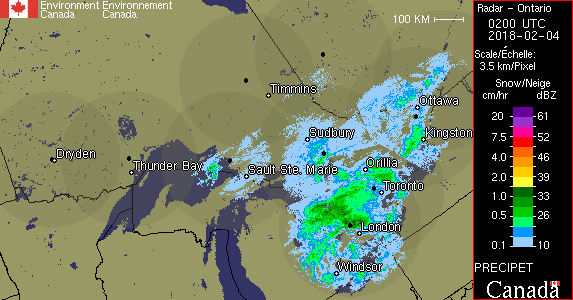 Environment Environnement
Canada Canada
100 KM
Timmins
Ottawa
Sudbury
Kingston
Dryden
Thunder Bay
Sault Ste. Marie
Orillia
Toronto
London
Windsor
Radar – Ontario
0200 UTC
2018-02-04
Scale/Échelle:
3.5 km/Pixel
Snow/Neige
cm/hr dBZ
20 61
7.5 52
4.0 46
2.0 39
1.0 33
0.5 26
0.1 10
PRECIPET
Canada